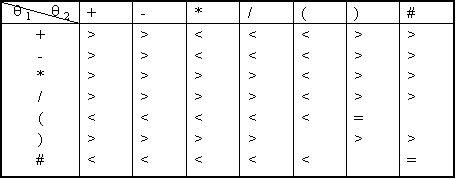 θ1 θ2 + - * / ( ) #
+ > > < < < > >
- > > < < < > >
* > > > > < > >
/ > > > > < > >
( < < < < < =
) > > > > > >
# < < < < < =